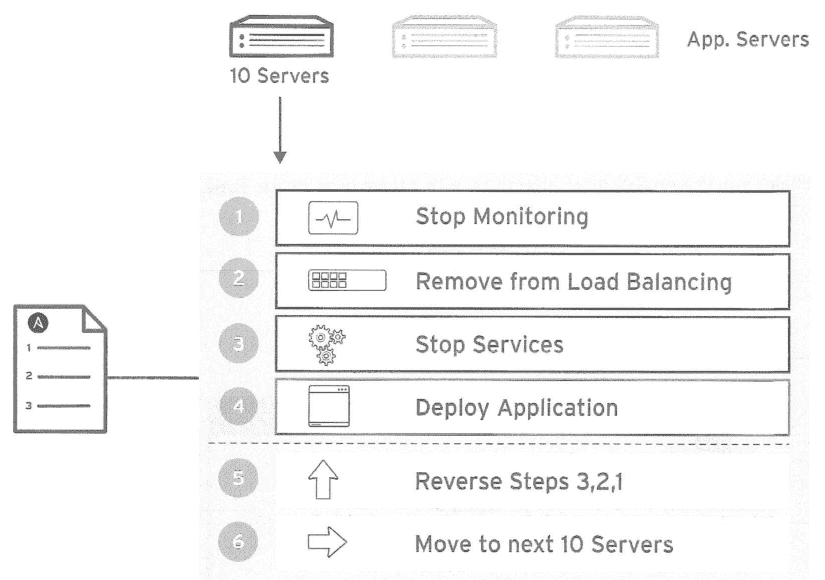 App. Servers
10 Servers
1 Stop Monitoring
2 Remove from Load Balancing
3 Stop Services
4 Deploy Application
5 Reverse Steps 3,2,1
6 Move to next 10 Servers
A
1
2
3